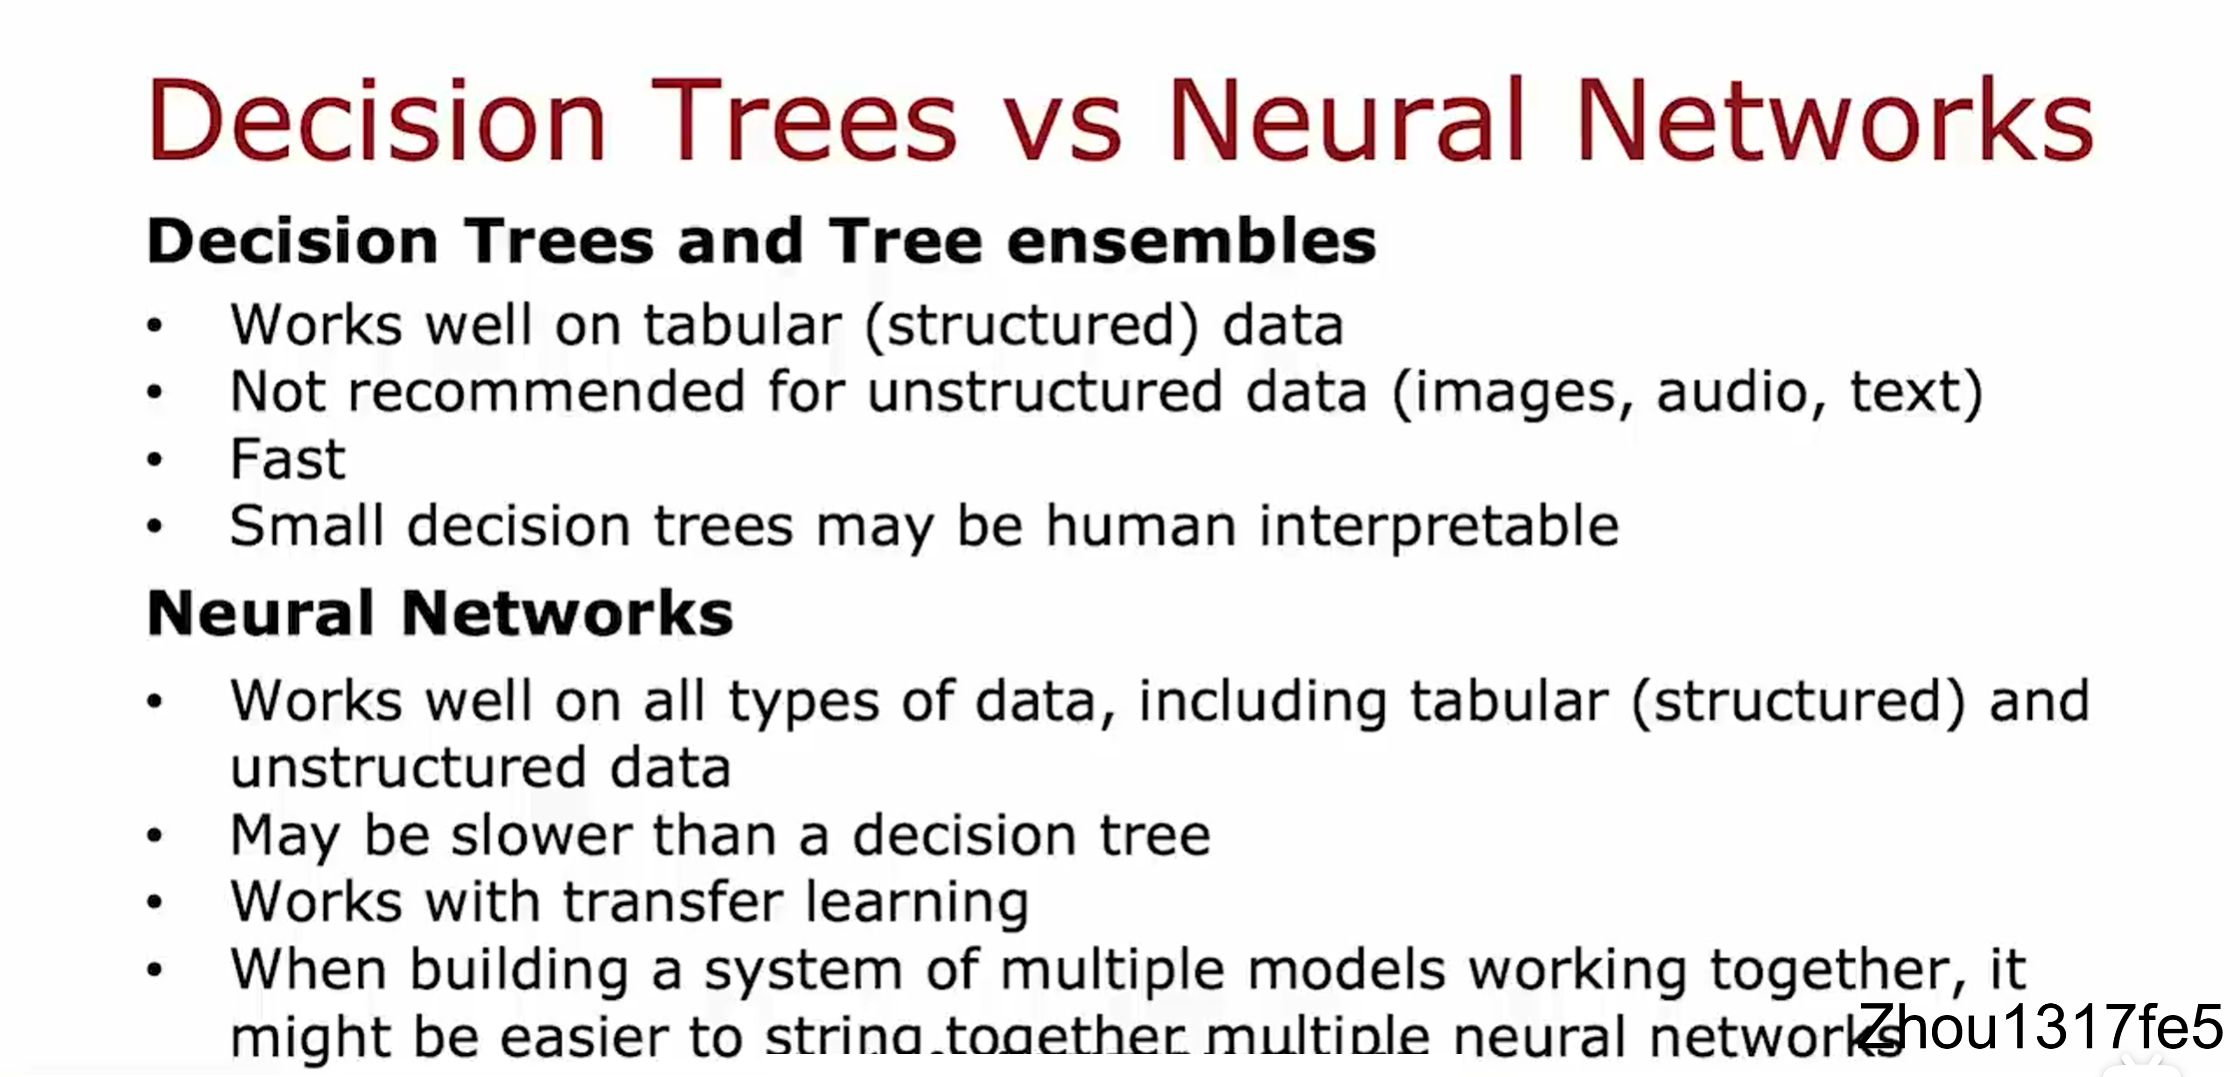 Decision Trees vs Neural Networks
Decision Trees and Tree ensembles
• Works well on tabular (structured) data
• Not recommended for unstructured data (images, audio, text)
• Fast
• Small decision trees may be human interpretable
Neural Networks
• Works well on all types of data, including tabular (structured) and
unstructured data
• May be slower than a decision tree
• Works with transfer learning
• When building a system of multiple models working together, it
might be easier to string together multiple neural networks
Zhou1317fe5